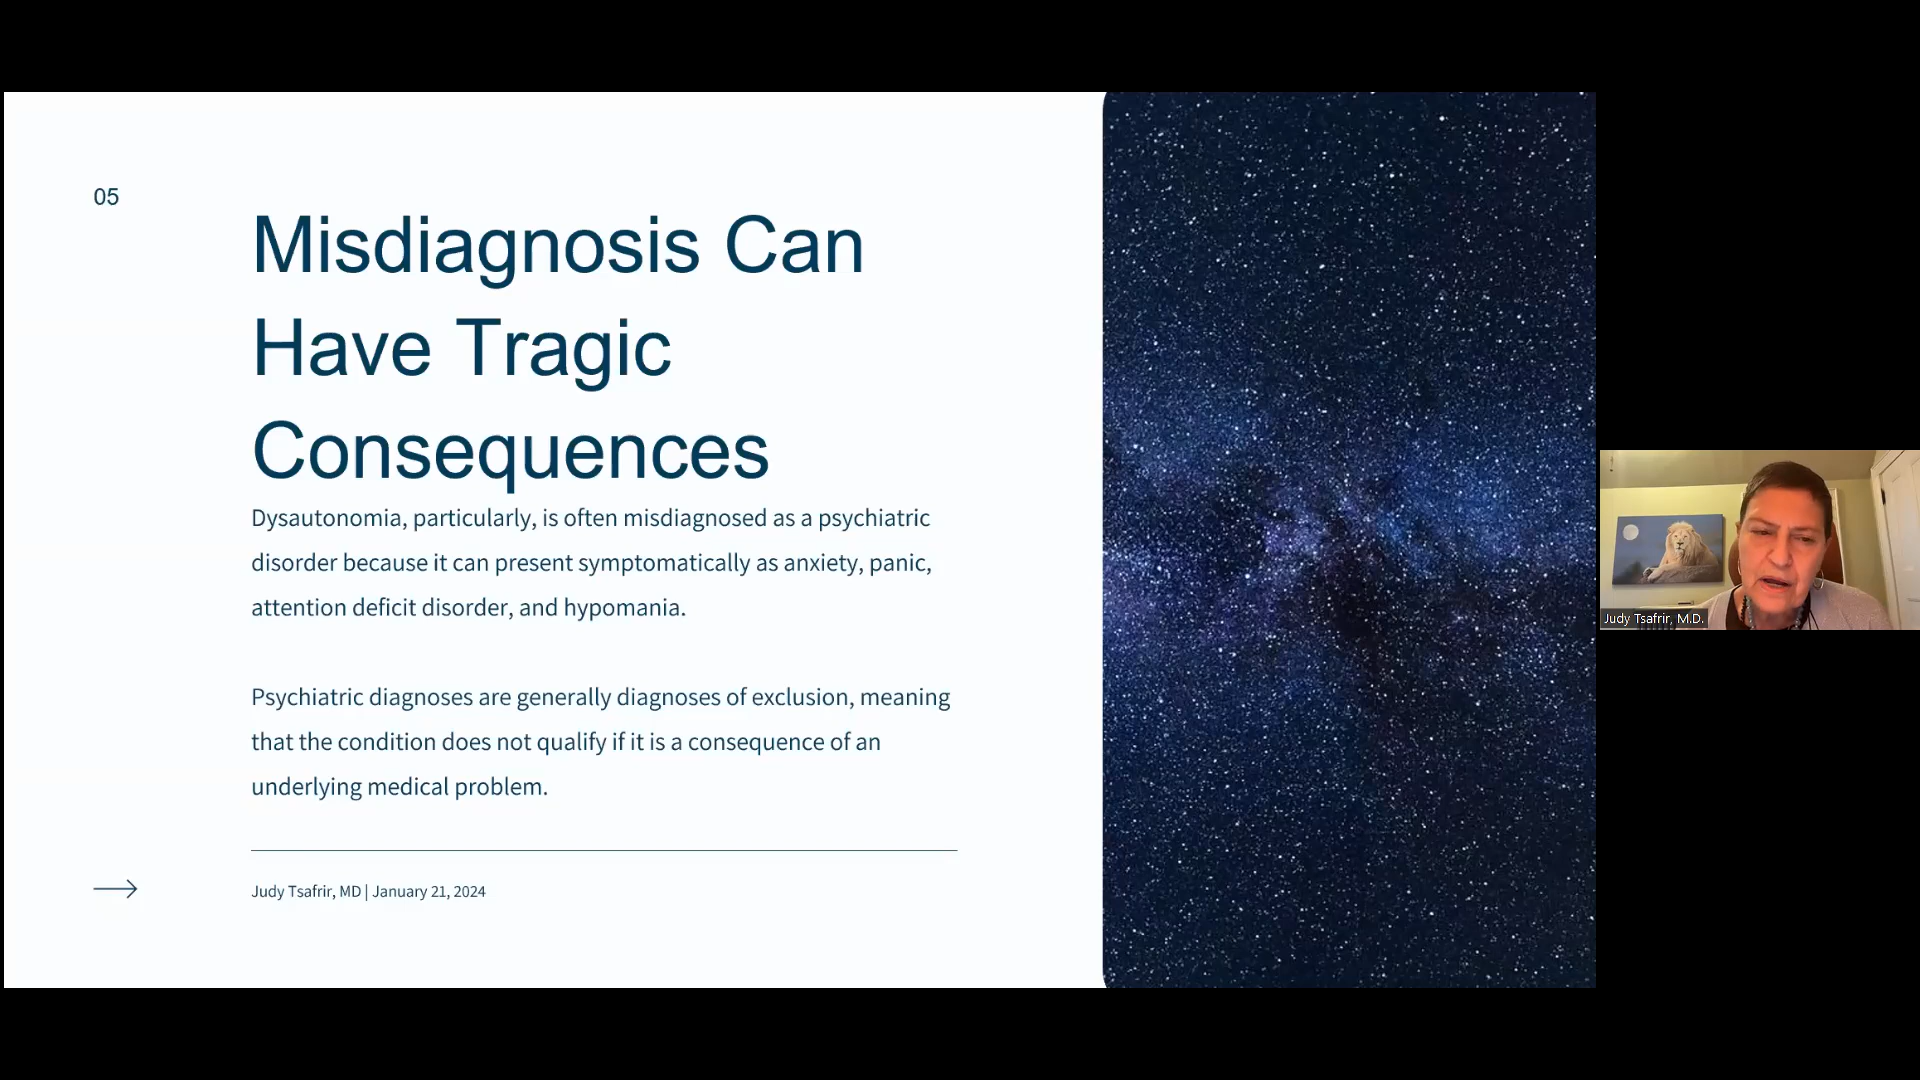 05
Misdiagnosis Can
Have Tragic
Consequences
Dysautonomia, particularly, is often misdiagnosed as a psychiatric
disorder because it can present symptomatically as anxiety, panic,
attention deficit disorder, and hypomania.
Psychiatric diagnoses are generally diagnoses of exclusion, meaning
that the condition does not qualify if it is a consequence of an
underlying medical problem.
Judy Tsafrir, MD | January 21, 2024
Judy Tsafrir, M.D.